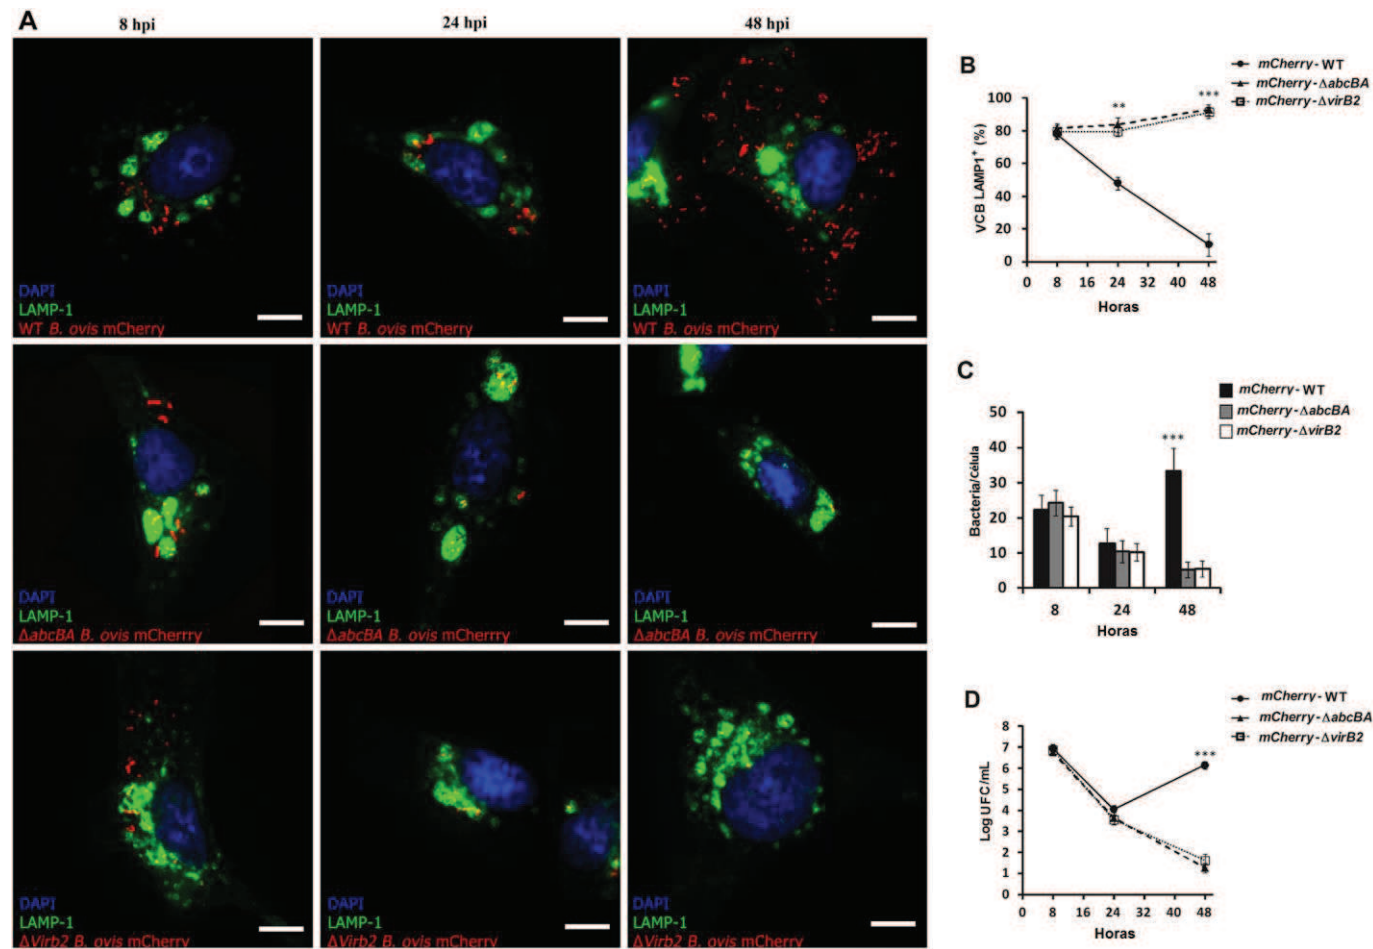 A
8 hpi
24 hpi
48 hpi
DAPI
LAMP-1
WT B. ovis mCherry
DAPI
LAMP-1
WT B. ovis mCherry
DAPI
LAMP-1
WT B. ovis mCherry
DAPI
LAMP-1
ΔabcBA B. ovis mCherrry
DAPI
LAMP-1
ΔabcBA B. ovis mCherrry
DAPI
LAMP-1
ΔabcBA B. ovis mCherrry
DAPI
LAMP-1
ΔVirb2 B. ovis mCherry
DAPI
LAMP-1
ΔVirb2 B. ovis mCherry
DAPI
LAMP-1
ΔVirb2 B. ovis mCherry
B
mCherry-WT
mCherry-ΔabcBA
mCherry-ΔvirB2
VCB LAMP1⁺ (%)
100
80
60
40
20
0
** ***
0 8 16 24 32 40 48
Horas
C
mCherry-WT
mCherry-ΔabcBA
mCherry-ΔvirB2
Bacteria/célula
50
40
30
20
10
0
***
8 24 48
Horas
D
mCherry-WT
mCherry-ΔabcBA
mCherry-ΔvirB2
Log UFC/mL
8
7
6
5
4
3
2
1
0
***
0 8 16 24 32 40 48
Horas